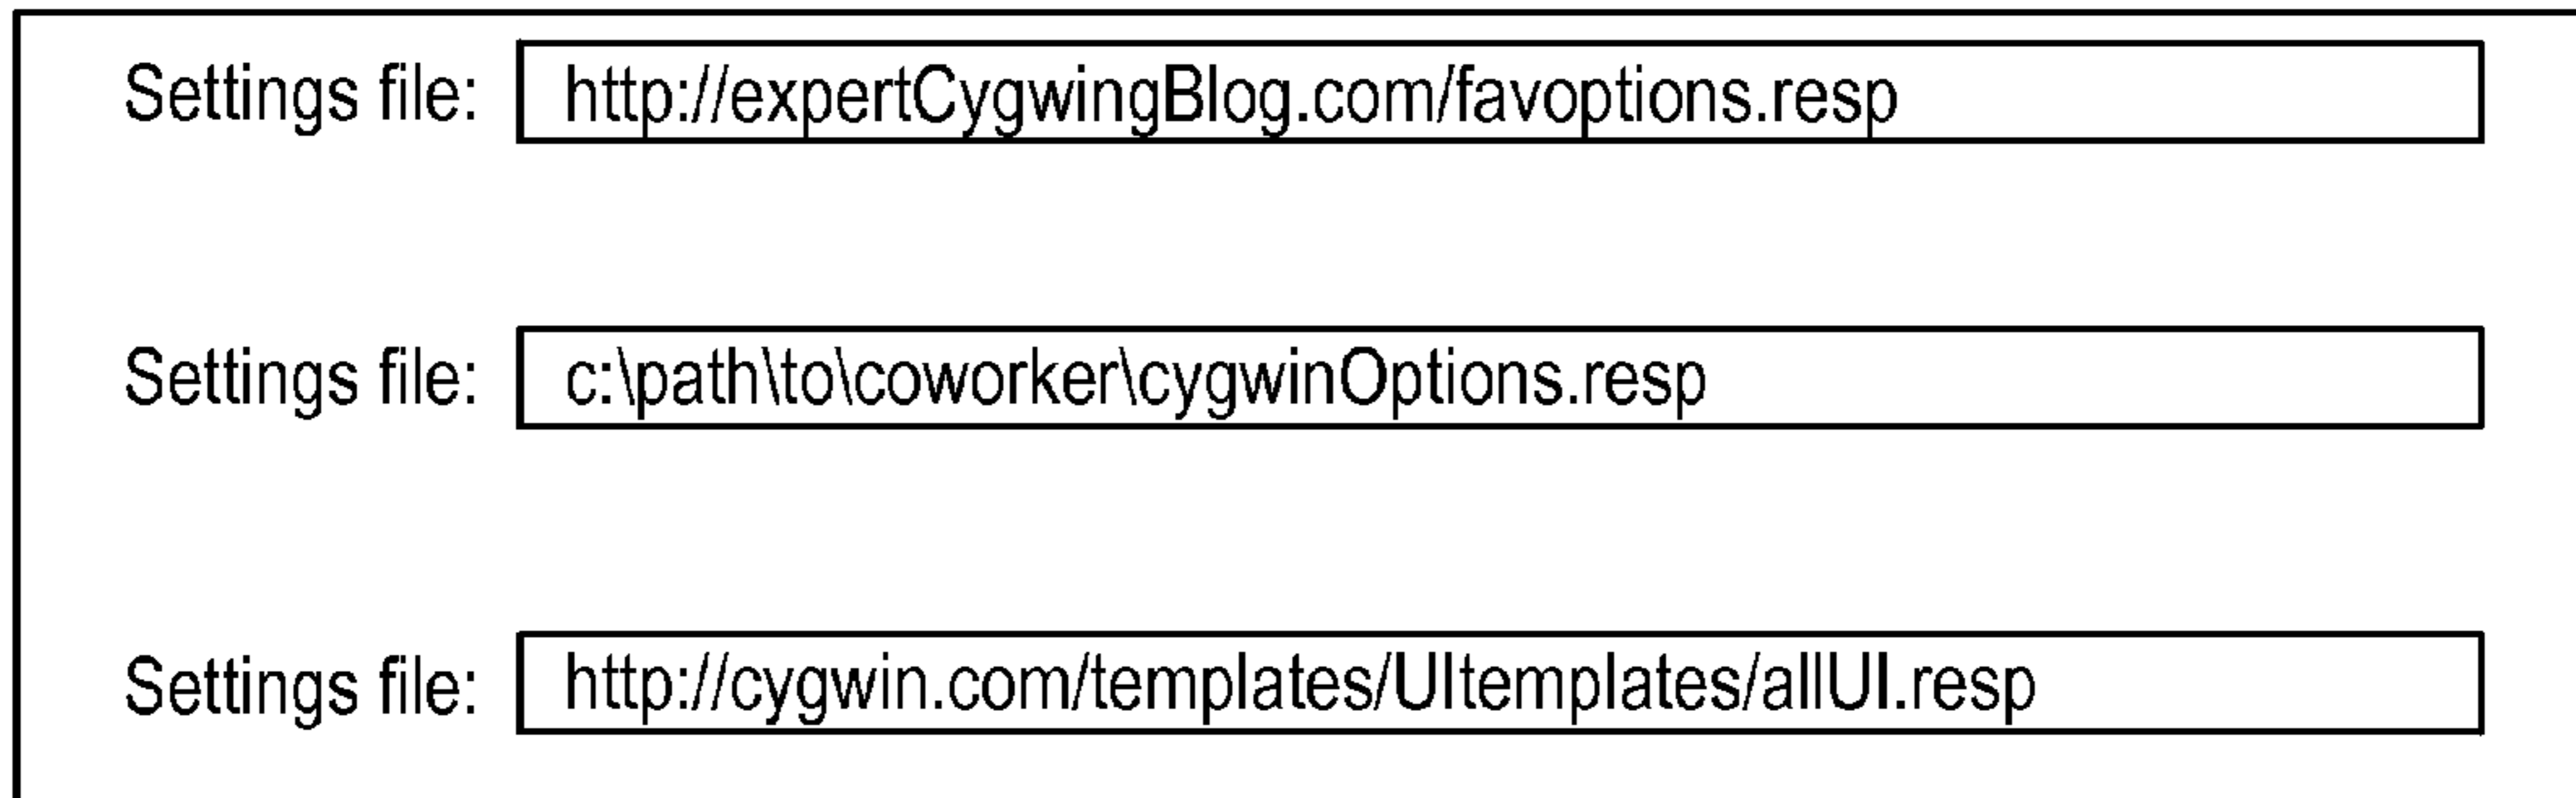 Settings file: http://expertCygwingBlog.com/favoptions.resp
Settings file: c:\path\to\coworker\cygwinOptions.resp
Settings file: http://cygwin.com/templates/UItemplates/allUI.resp